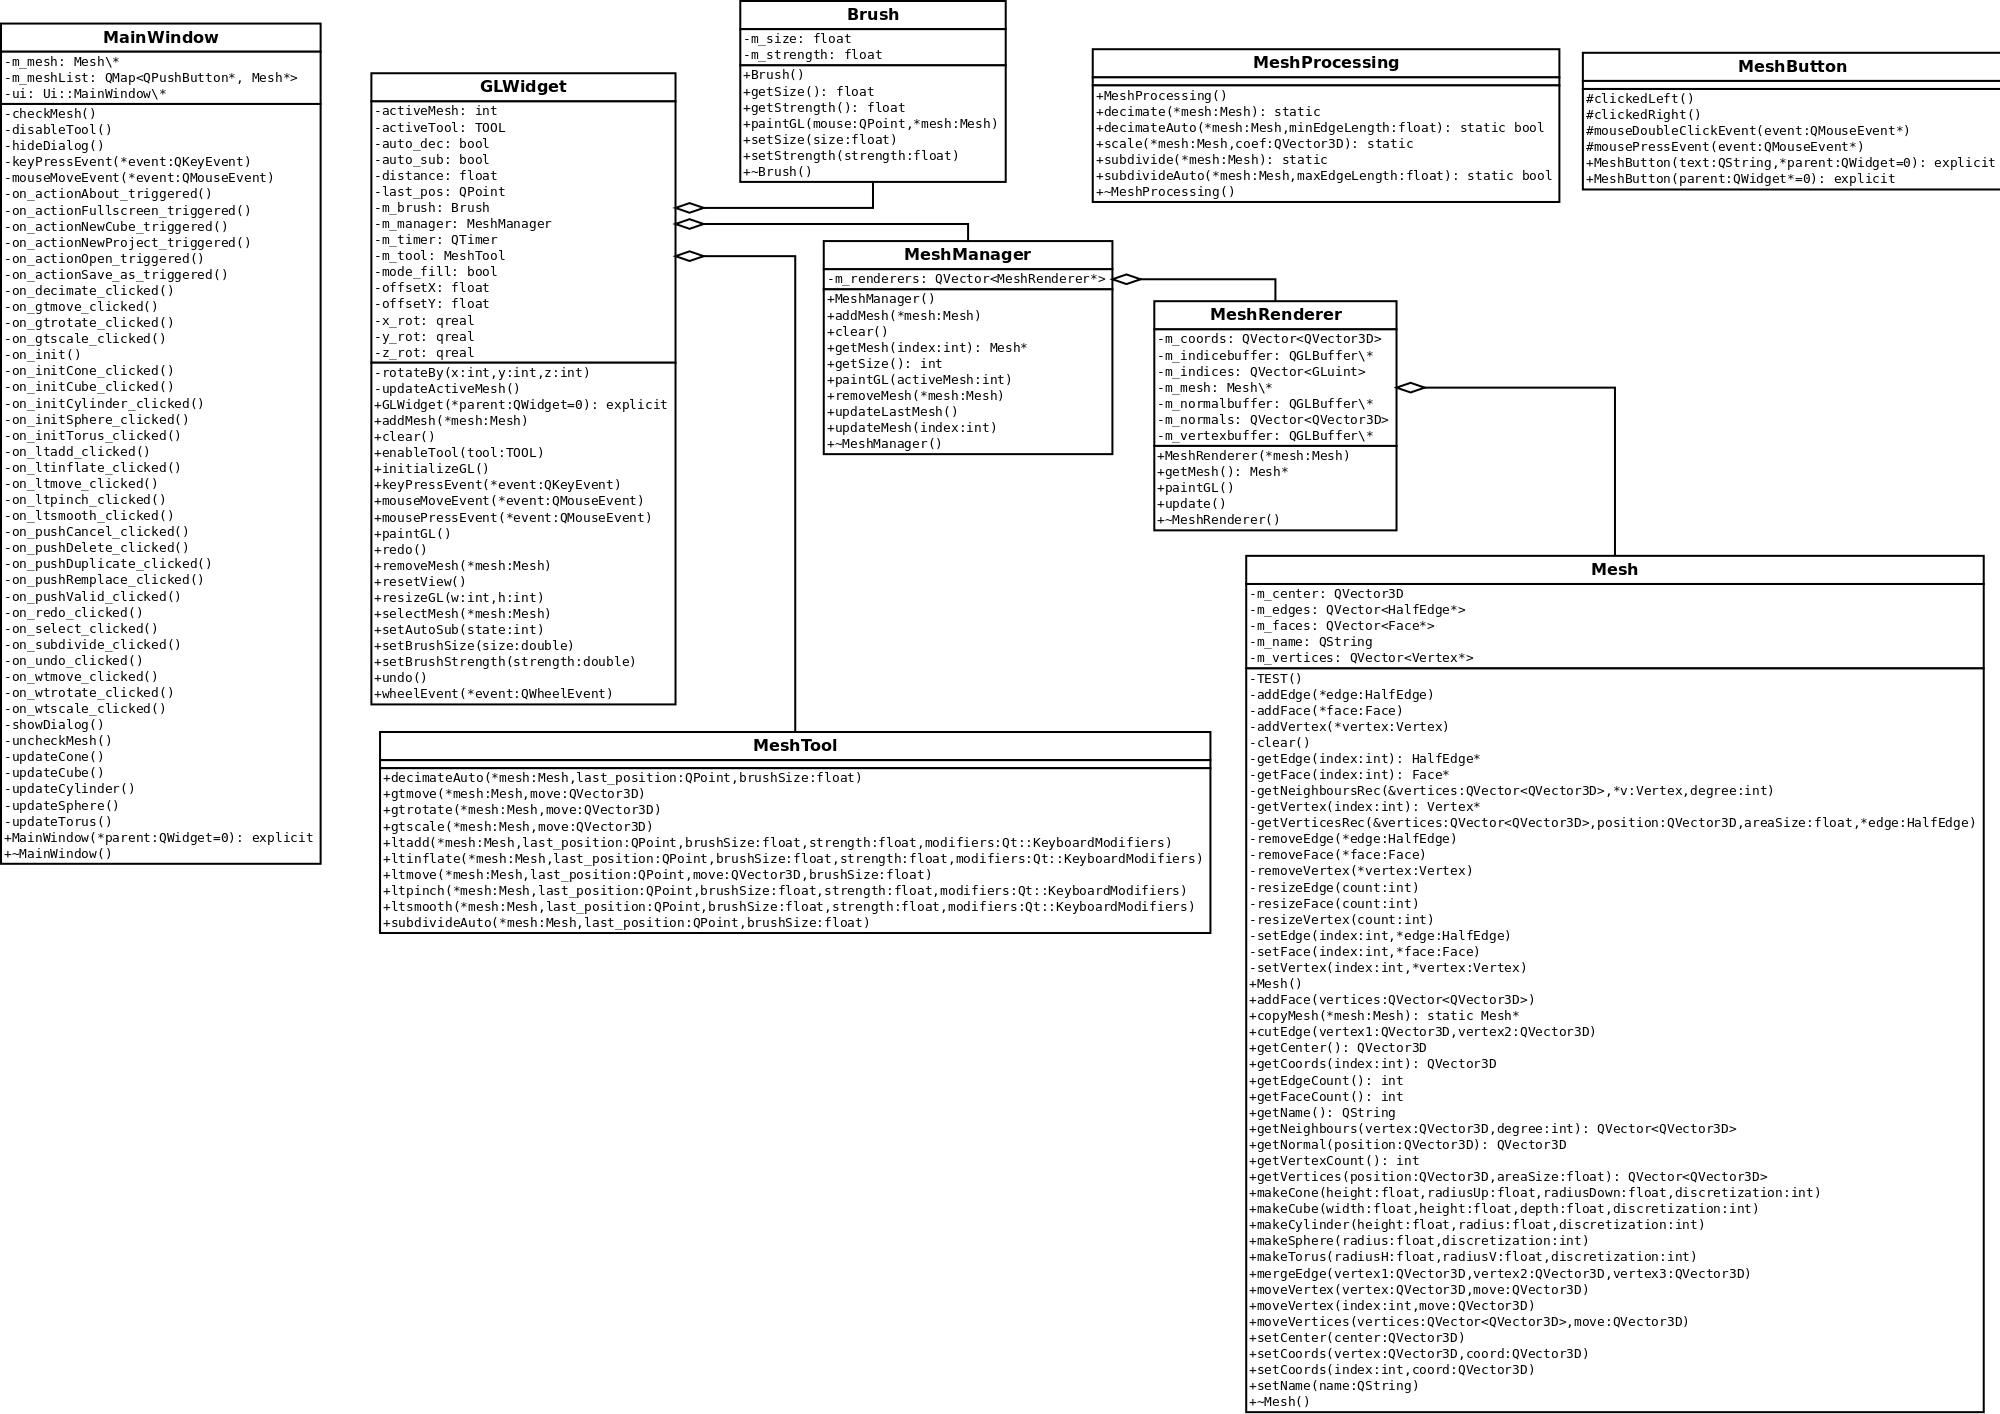 MainWindow
-m_mesh: Mesh\*
-m_meshList: QMap<QPushButton*, Mesh*>
-ui: Ui::MainWindow\*
-checkMesh()
-disableTool()
-hideDialog()
-keyPressEvent(*event:QKeyEvent)
-mouseMoveEvent(*event:QMouseEvent)
-on_actionAbout_triggered()
-on_actionFullscreen_triggered()
-on_actionNewCube_triggered()
-on_actionNewProject_triggered()
-on_actionOpen_triggered()
-on_actionSave_as_triggered()
-on_decimate_clicked()
-on_gtmove_clicked()
-on_gtrotate_clicked()
-on_gtscale_clicked()
-on_init()
-on_initCone_clicked()
-on_initCube_clicked()
-on_initCylinder_clicked()
-on_initSphere_clicked()
-on_initTorus_clicked()
-on_ltadd_clicked()
-on_ltinflate_clicked()
-on_ltmove_clicked()
-on_ltpinch_clicked()
-on_ltsmooth_clicked()
-on_pushCancel_clicked()
-on_pushDelete_clicked()
-on_pushDuplicate_clicked()
-on_pushRemplace_clicked()
-on_pushValid_clicked()
-on_redo_clicked()
-on_select_clicked()
-on_subdivide_clicked()
-on_undo_clicked()
-on_wtmove_clicked()
-on_wtrotate_clicked()
-on_wtscale_clicked()
-showDialog()
-uncheckMesh()
-updateCone()
-updateCube()
-updateCylinder()
-updateSphere()
-updateTorus()
+MainWindow(*parent:QWidget=0): explicit
+~MainWindow()
GLWidget
-activeMesh: int
-activeTool: TOOL
-auto_dec: bool
-auto_sub: bool
-distance: float
-last_pos: QPoint
-m_brush: Brush
-m_manager: MeshManager
-m_timer: QTimer
-m_tool: MeshTool
-mode_fill: bool
-offsetX: float
-offsetY: float
-x_rot: qreal
-y_rot: qreal
-z_rot: qreal
-rotateBy(x:int,y:int,z:int)
-updateActiveMesh()
+GLWidget(*parent:QWidget=0): explicit
+addMesh(*mesh:Mesh)
+clear()
+enableTool(tool:TOOL)
+initializeGL()
+keyPressEvent(*event:QKeyEvent)
+mouseMoveEvent(*event:QMouseEvent)
+mousePressEvent(*event:QMouseEvent)
+paintGL()
+redo()
+removeMesh(*mesh:Mesh)
+resetView()
+resizeGL(w:int,h:int)
+selectMesh(*mesh:Mesh)
+setAutoSub(state:int)
+setBrushSize(size:double)
+setBrushStrength(strength:double)
+undo()
+wheelEvent(*event:QWheelEvent)
Brush
-m_size: float
-m_strength: float
+Brush()
+getSize(): float
+getStrength(): float
+paintGL(mouse:QPoint,*mesh:Mesh)
+setSize(size:float)
+setStrength(strength:float)
+~Brush()
MeshProcessing
+MeshProcessing()
+decimate(*mesh:Mesh): static
+decimateAuto(*mesh:Mesh,minEdgeLength:float): static bool
+scale(*mesh:Mesh,coef:QVector3D): static
+subdivide(*mesh:Mesh): static
+subdivideAuto(*mesh:Mesh,maxEdgeLength:float): static bool
+~MeshProcessing()
MeshButton
#clickedLeft()
#clickedRight()
#mouseDoubleClickEvent(event:QMouseEvent*)
#mousePressEvent(event:QMouseEvent*)
+MeshButton(text:QString,*parent:QWidget=0): explicit
+MeshButton(parent:QWidget*=0): explicit
MeshManager
-m_renderers: QVector<MeshRenderer*>
+MeshManager()
+addMesh(*mesh:Mesh)
+clear()
+getMesh(index:int): Mesh*
+getSize(): int
+paintGL(activeMesh:int)
+removeMesh(*mesh:Mesh)
+updateLastMesh()
+updateMesh(index:int)
+~MeshManager()
MeshRenderer
-m_coords: QVector<QVector3D>
-m_indicebuffer: QGLBuffer\*
-m_indices: QVector<GLuint>
-m_mesh: Mesh\*
-m_normalbuffer: QGLBuffer\*
-m_normals: QVector<QVector3D>
-m_vertexbuffer: QGLBuffer\*
+MeshRenderer(*mesh:Mesh)
+getMesh(): Mesh*
+paintGL()
+update()
+~MeshRenderer()
MeshTool
+decimateAuto(*mesh:Mesh,last_position:QPoint,brushSize:float)
+gtmove(*mesh:Mesh,move:QVector3D)
+gtrotate(*mesh:Mesh,move:QVector3D)
+gtscale(*mesh:Mesh,move:QVector3D)
+ltadd(*mesh:Mesh,last_position:QPoint,brushSize:float,strength:float,modifiers:Qt::KeyboardModifiers)
+ltinflate(*mesh:Mesh,last_position:QPoint,brushSize:float,strength:float,modifiers:Qt::KeyboardModifiers)
+ltmove(*mesh:Mesh,last_position:QPoint,move:QVector3D,brushSize:float)
+ltpinch(*mesh:Mesh,last_position:QPoint,brushSize:float,strength:float,modifiers:Qt::KeyboardModifiers)
+ltsmooth(*mesh:Mesh,last_position:QPoint,brushSize:float,strength:float,modifiers:Qt::KeyboardModifiers)
+subdivideAuto(*mesh:Mesh,last_position:QPoint,brushSize:float)
Mesh
-m_center: QVector3D
-m_edges: QVector<HalfEdge*>
-m_faces: QVector<Face*>
-m_name: QString
-m_vertices: QVector<Vertex*>
-TEST()
-addEdge(*edge:HalfEdge)
-addFace(*face:Face)
-addVertex(*vertex:Vertex)
-clear()
-getEdge(index:int): HalfEdge*
-getFace(index:int): Face*
-getNeighboursRec(&vertices:QVector<QVector3D>,*v:Vertex,degree:int)
-getVertex(index:int): Vertex*
-getVerticesRec(&vertices:QVector<QVector3D>,position:QVector3D,areaSize:float,*edge:HalfEdge)
-removeEdge(*edge:HalfEdge)
-removeFace(*face:Face)
-removeVertex(*vertex:Vertex)
-resizeEdge(count:int)
-resizeFace(count:int)
-resizeVertex(count:int)
-setEdge(index:int,*edge:HalfEdge)
-setFace(index:int,*face:Face)
-setVertex(index:int,*vertex:Vertex)
+Mesh()
+addFace(vertices:QVector<QVector3D>)
+copyMesh(*mesh:Mesh): static Mesh*
+cutEdge(vertex1:QVector3D,vertex2:QVector3D)
+getCenter(): QVector3D
+getCoords(index:int): QVector3D
+getEdgeCount(): int
+getFaceCount(): int
+getName(): QString
+getNeighbours(vertex:QVector3D,degree:int): QVector<QVector3D>
+getNormal(position:QVector3D): QVector3D
+getVertexCount(): int
+getVertices(position:QVector3D,areaSize:float): QVector<QVector3D>
+makeCone(height:float,radiusUp:float,radiusDown:float,discretization:int)
+makeCube(width:float,height:float,depth:float,discretization:int)
+makeCylinder(height:float,radius:float,discretization:int)
+makeSphere(radius:float,discretization:int)
+makeTorus(radiusH:float,radiusV:float,discretization:int)
+mergeEdge(vertex1:QVector3D,vertex2:QVector3D,vertex3:QVector3D)
+moveVertex(vertex:QVector3D,move:QVector3D)
+moveVertex(index:int,move:QVector3D)
+moveVertices(vertices:QVector<QVector3D>,move:QVector3D)
+setCenter(center:QVector3D)
+setCoords(vertex:QVector3D,coord:QVector3D)
+setCoords(index:int,coord:QVector3D)
+setName(name:QString)
+~Mesh()